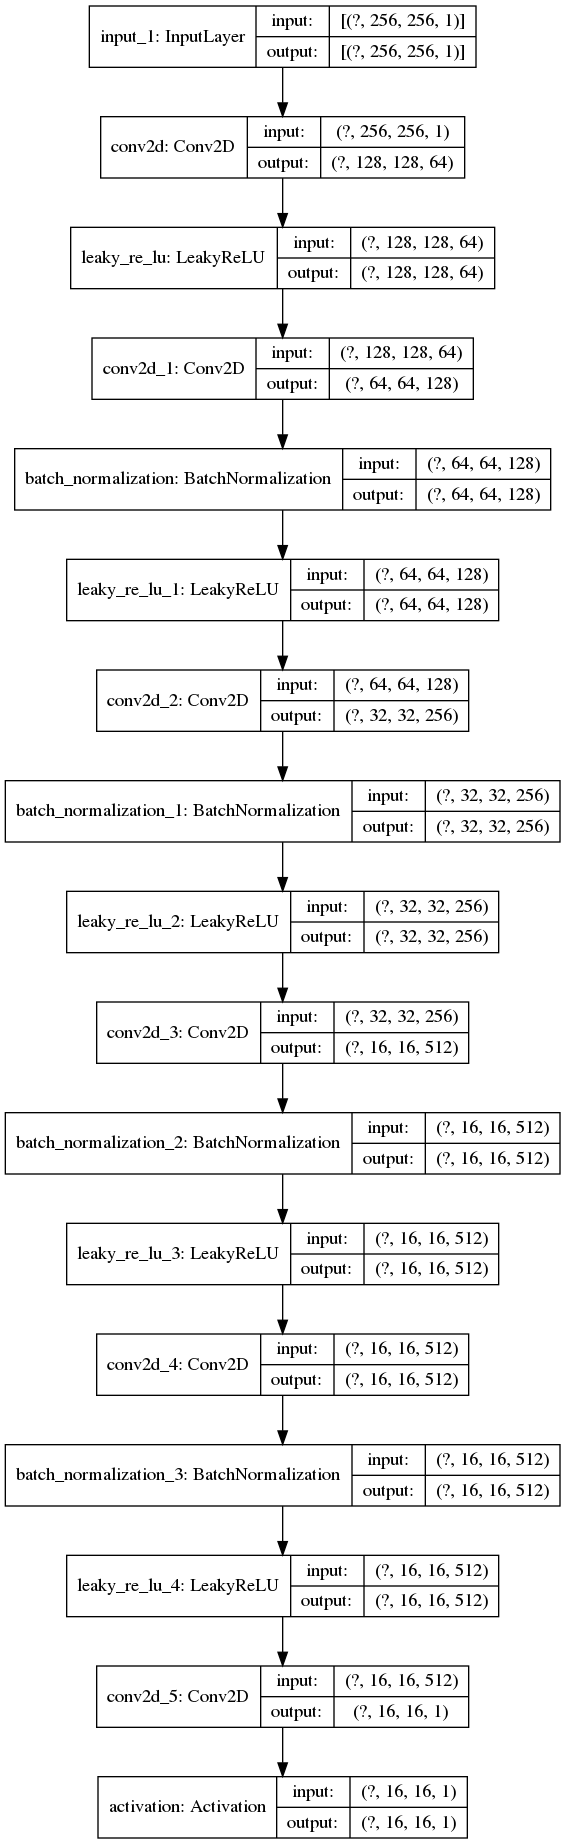 input_1: InputLayer
input:
[(?, 256, 256, 1)]
output:
[(?, 256, 256, 1)]
conv2d: Conv2D
input:
(?, 256, 256, 1)
output:
(?, 128, 128, 64)
leaky_re_lu: LeakyReLU
input:
(?, 128, 128, 64)
output:
(?, 128, 128, 64)
conv2d_1: Conv2D
input:
(?, 128, 128, 64)
output:
(?, 64, 64, 128)
batch_normalization: BatchNormalization
input:
(?, 64, 64, 128)
output:
(?, 64, 64, 128)
leaky_re_lu_1: LeakyReLU
input:
(?, 64, 64, 128)
output:
(?, 64, 64, 128)
conv2d_2: Conv2D
input:
(?, 64, 64, 128)
output:
(?, 32, 32, 256)
batch_normalization_1: BatchNormalization
input:
(?, 32, 32, 256)
output:
(?, 32, 32, 256)
leaky_re_lu_2: LeakyReLU
input:
(?, 32, 32, 256)
output:
(?, 32, 32, 256)
conv2d_3: Conv2D
input:
(?, 32, 32, 256)
output:
(?, 16, 16, 512)
batch_normalization_2: BatchNormalization
input:
(?, 16, 16, 512)
output:
(?, 16, 16, 512)
leaky_re_lu_3: LeakyReLU
input:
(?, 16, 16, 512)
output:
(?, 16, 16, 512)
conv2d_4: Conv2D
input:
(?, 16, 16, 512)
output:
(?, 16, 16, 512)
batch_normalization_3: BatchNormalization
input:
(?, 16, 16, 512)
output:
(?, 16, 16, 512)
leaky_re_lu_4: LeakyReLU
input:
(?, 16, 16, 512)
output:
(?, 16, 16, 512)
conv2d_5: Conv2D
input:
(?, 16, 16, 512)
output:
(?, 16, 16, 1)
activation: Activation
input:
(?, 16, 16, 1)
output:
(?, 16, 16, 1)